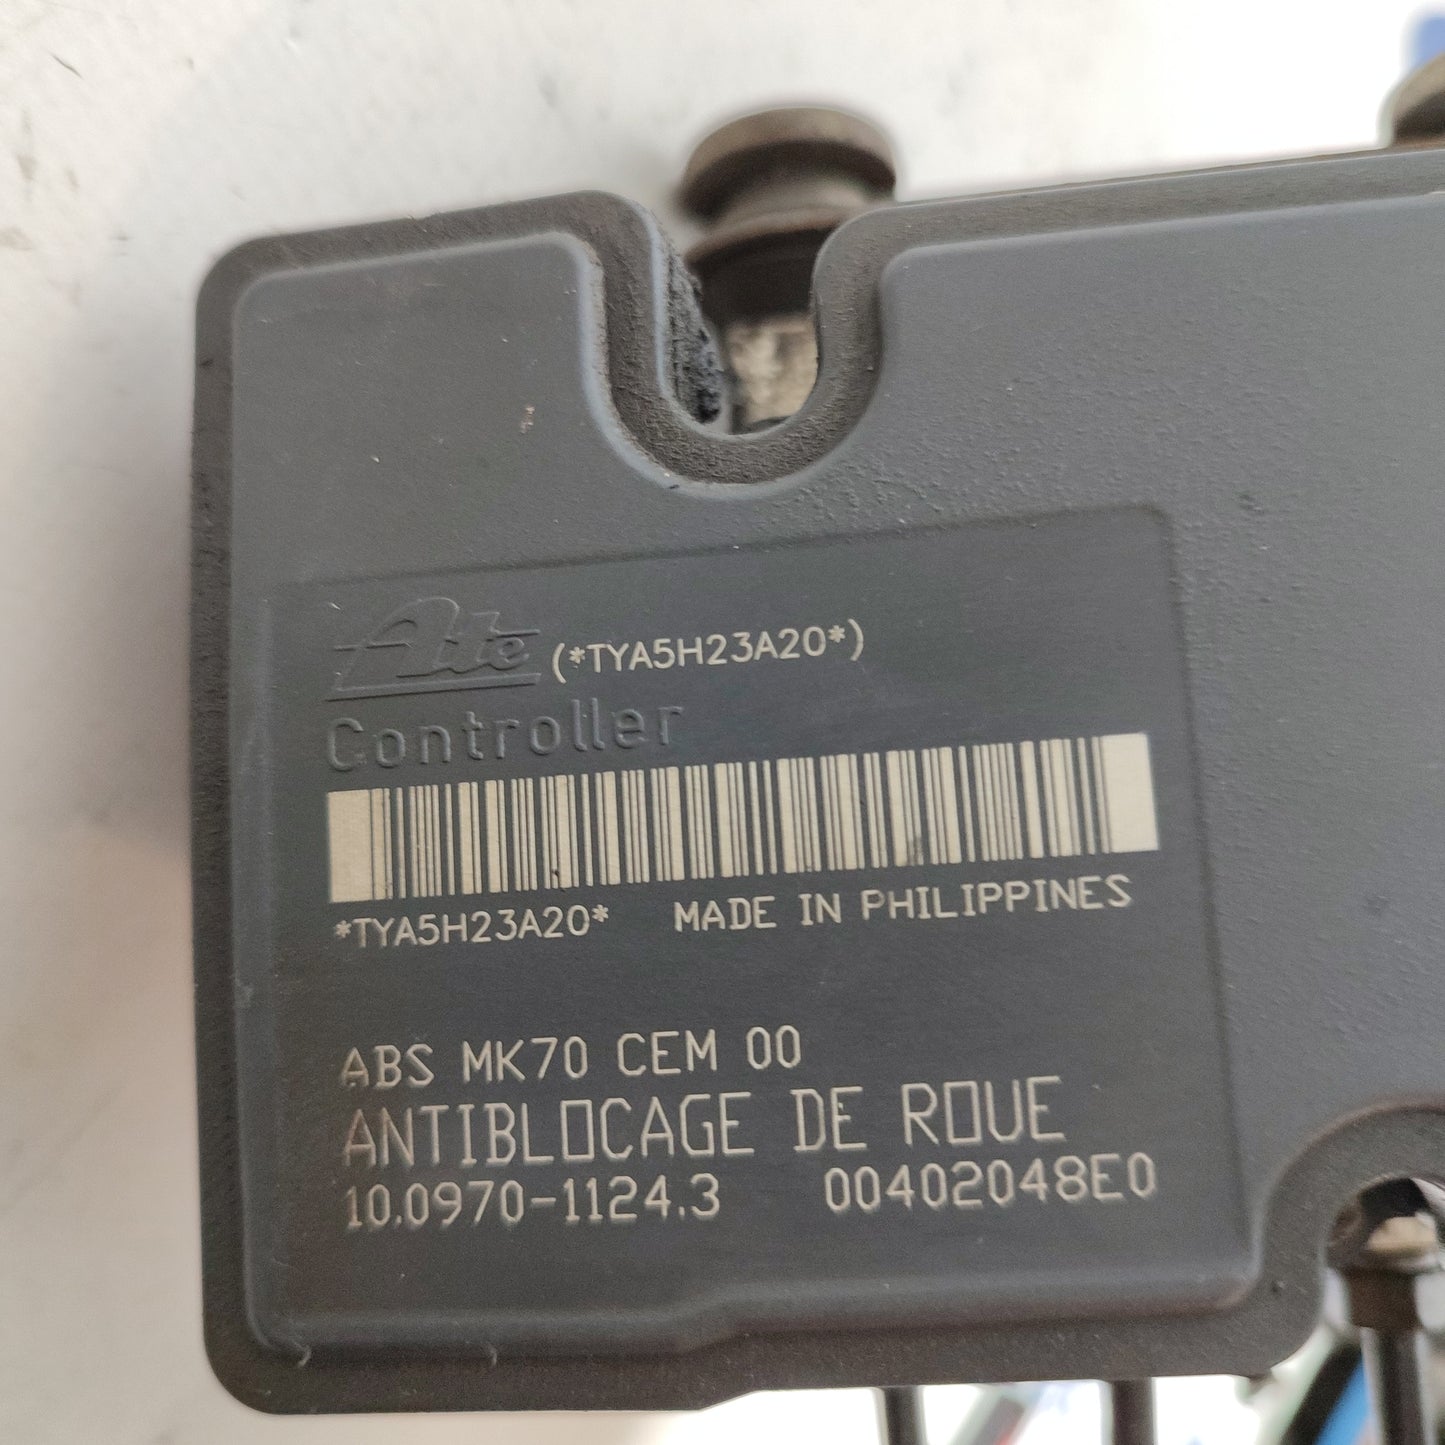 Ate (*TYA5H23A20*)
Controller
*TYA5H23A20* MADE IN PHILIPPINES
ABS MK70 CEM 00
ANTIBLOCAGE DE ROUE
10.0970-1124.3 00402048E0